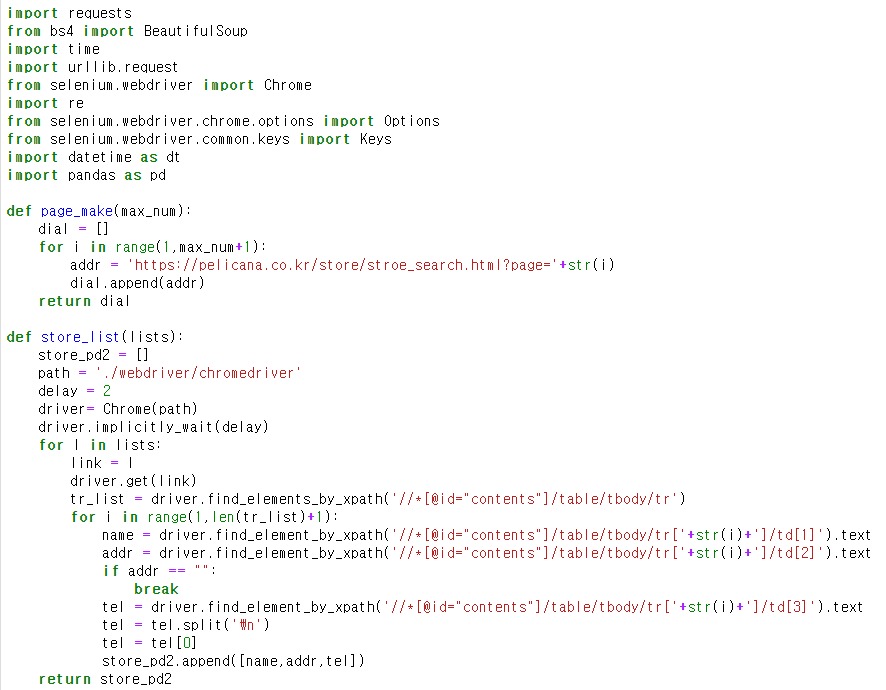 import requests
from bs4 import BeautifulSoup
import time
import urllib.request
from selenium.webdriver import Chrome
import re
from selenium.webdriver.chrome.options import Options
from selenium.webdriver.common.keys import Keys
import datetime as dt
import pandas as pd

def page_make(max_num):
    dial = []
    for i in range(1,max_num+1):
        addr = 'https://pelicana.co.kr/store/stroe_search.html?page='+str(i)
        dial.append(addr)
    return dial

def store_list(lists):
    store_pd2 = []
    path = './webdriver/chromedriver'
    delay = 2
    driver= Chrome(path)
    driver.implicitly_wait(delay)
    for l in lists:
        link = l
        driver.get(link)
        tr_list = driver.find_elements_by_xpath('//*[@id="contents"]/table/tbody/tr')
        for i in range(1,len(tr_list)+1):
            name = driver.find_element_by_xpath('//*[@id="contents"]/table/tbody/tr['+str(i)+']/td[1]').text
            addr = driver.find_element_by_xpath('//*[@id="contents"]/table/tbody/tr['+str(i)+']/td[2]').text
            if addr == "":
                break
            tel = driver.find_element_by_xpath('//*[@id="contents"]/table/tbody/tr['+str(i)+']/td[3]').text
            tel = tel.split('₩n')
            tel = tel[0]
            store_pd2.append([name,addr,tel])
    return store_pd2